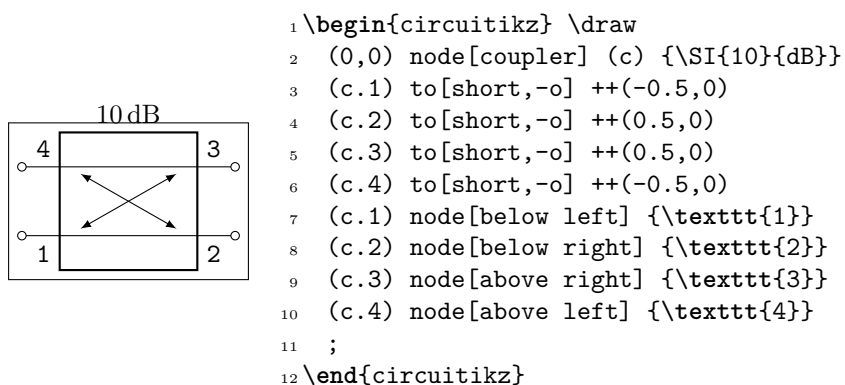 10 dB
4 3
1 2
1 \begin{circuitikz} \draw
2 (0,0) node[coupler] (c) {\SI{10}{dB}}
3 (c.1) to[short,-o] ++(-0.5,0)
4 (c.2) to[short,-o] ++(0.5,0)
5 (c.3) to[short,-o] ++(0.5,0)
6 (c.4) to[short,-o] ++(-0.5,0)
7 (c.1) node[below left] {\texttt{1}}
8 (c.2) node[below right] {\texttt{2}}
9 (c.3) node[above right] {\texttt{3}}
10 (c.4) node[above left] {\texttt{4}}
11 ;
12 \end{circuitikz}